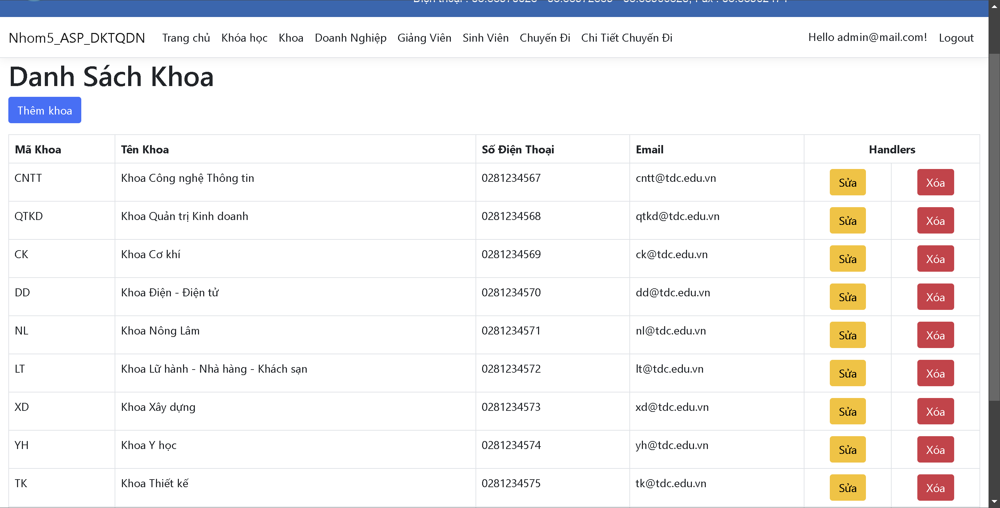 Nhom5_ASP_DKTQDN Trang chủ Khóa học Khoa Doanh Nghiệp Giảng Viên Sinh Viên Chuyến Đi Chi Tiết Chuyến Đi Hello admin@mail.com! Logout
Danh Sách Khoa
Thêm khoa
Mã Khoa Tên Khoa Số Điện Thoại Email Handlers
CNTT Khoa Công nghệ Thông tin 0281234567 cntt@tdc.edu.vn Sửa Xóa
QTKD Khoa Quản trị Kinh doanh 0281234568 qtkd@tdc.edu.vn Sửa Xóa
CK Khoa Cơ khí 0281234569 ck@tdc.edu.vn Sửa Xóa
DD Khoa Điện - Điện tử 0281234570 dd@tdc.edu.vn Sửa Xóa
NL Khoa Nông Lâm 0281234571 nl@tdc.edu.vn Sửa Xóa
LT Khoa Lữ hành - Nhà hàng - Khách sạn 0281234572 lt@tdc.edu.vn Sửa Xóa
XD Khoa Xây dựng 0281234573 xd@tdc.edu.vn Sửa Xóa
YH Khoa Y học 0281234574 yh@tdc.edu.vn Sửa Xóa
TK Khoa Thiết kế 0281234575 tk@tdc.edu.vn Sửa Xóa